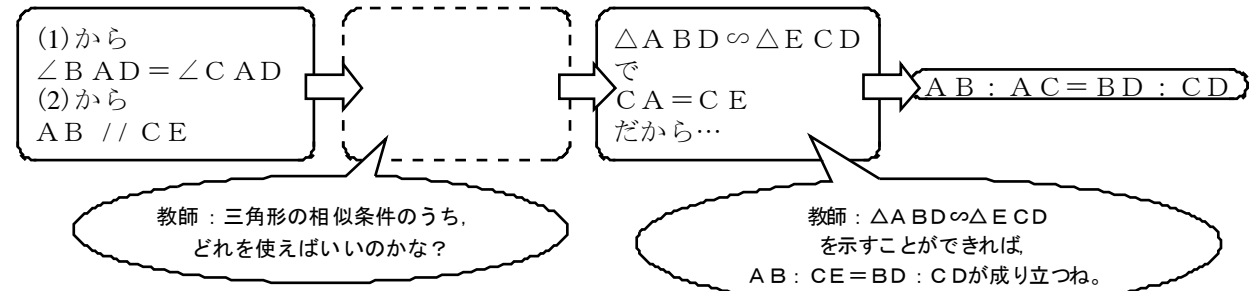 (1)から
∠BAD=∠CAD
(2)から
AB // CE
△ABD∽△ECD
で
CA=CE
だから…
AB:AC=BD:CD
教師:三角形の相似条件のうち,
どれを使えばいいのかな?
教師:△ABD∽△ECD
を示すことができれば,
AB:CE=BD:CDが成り立つね。